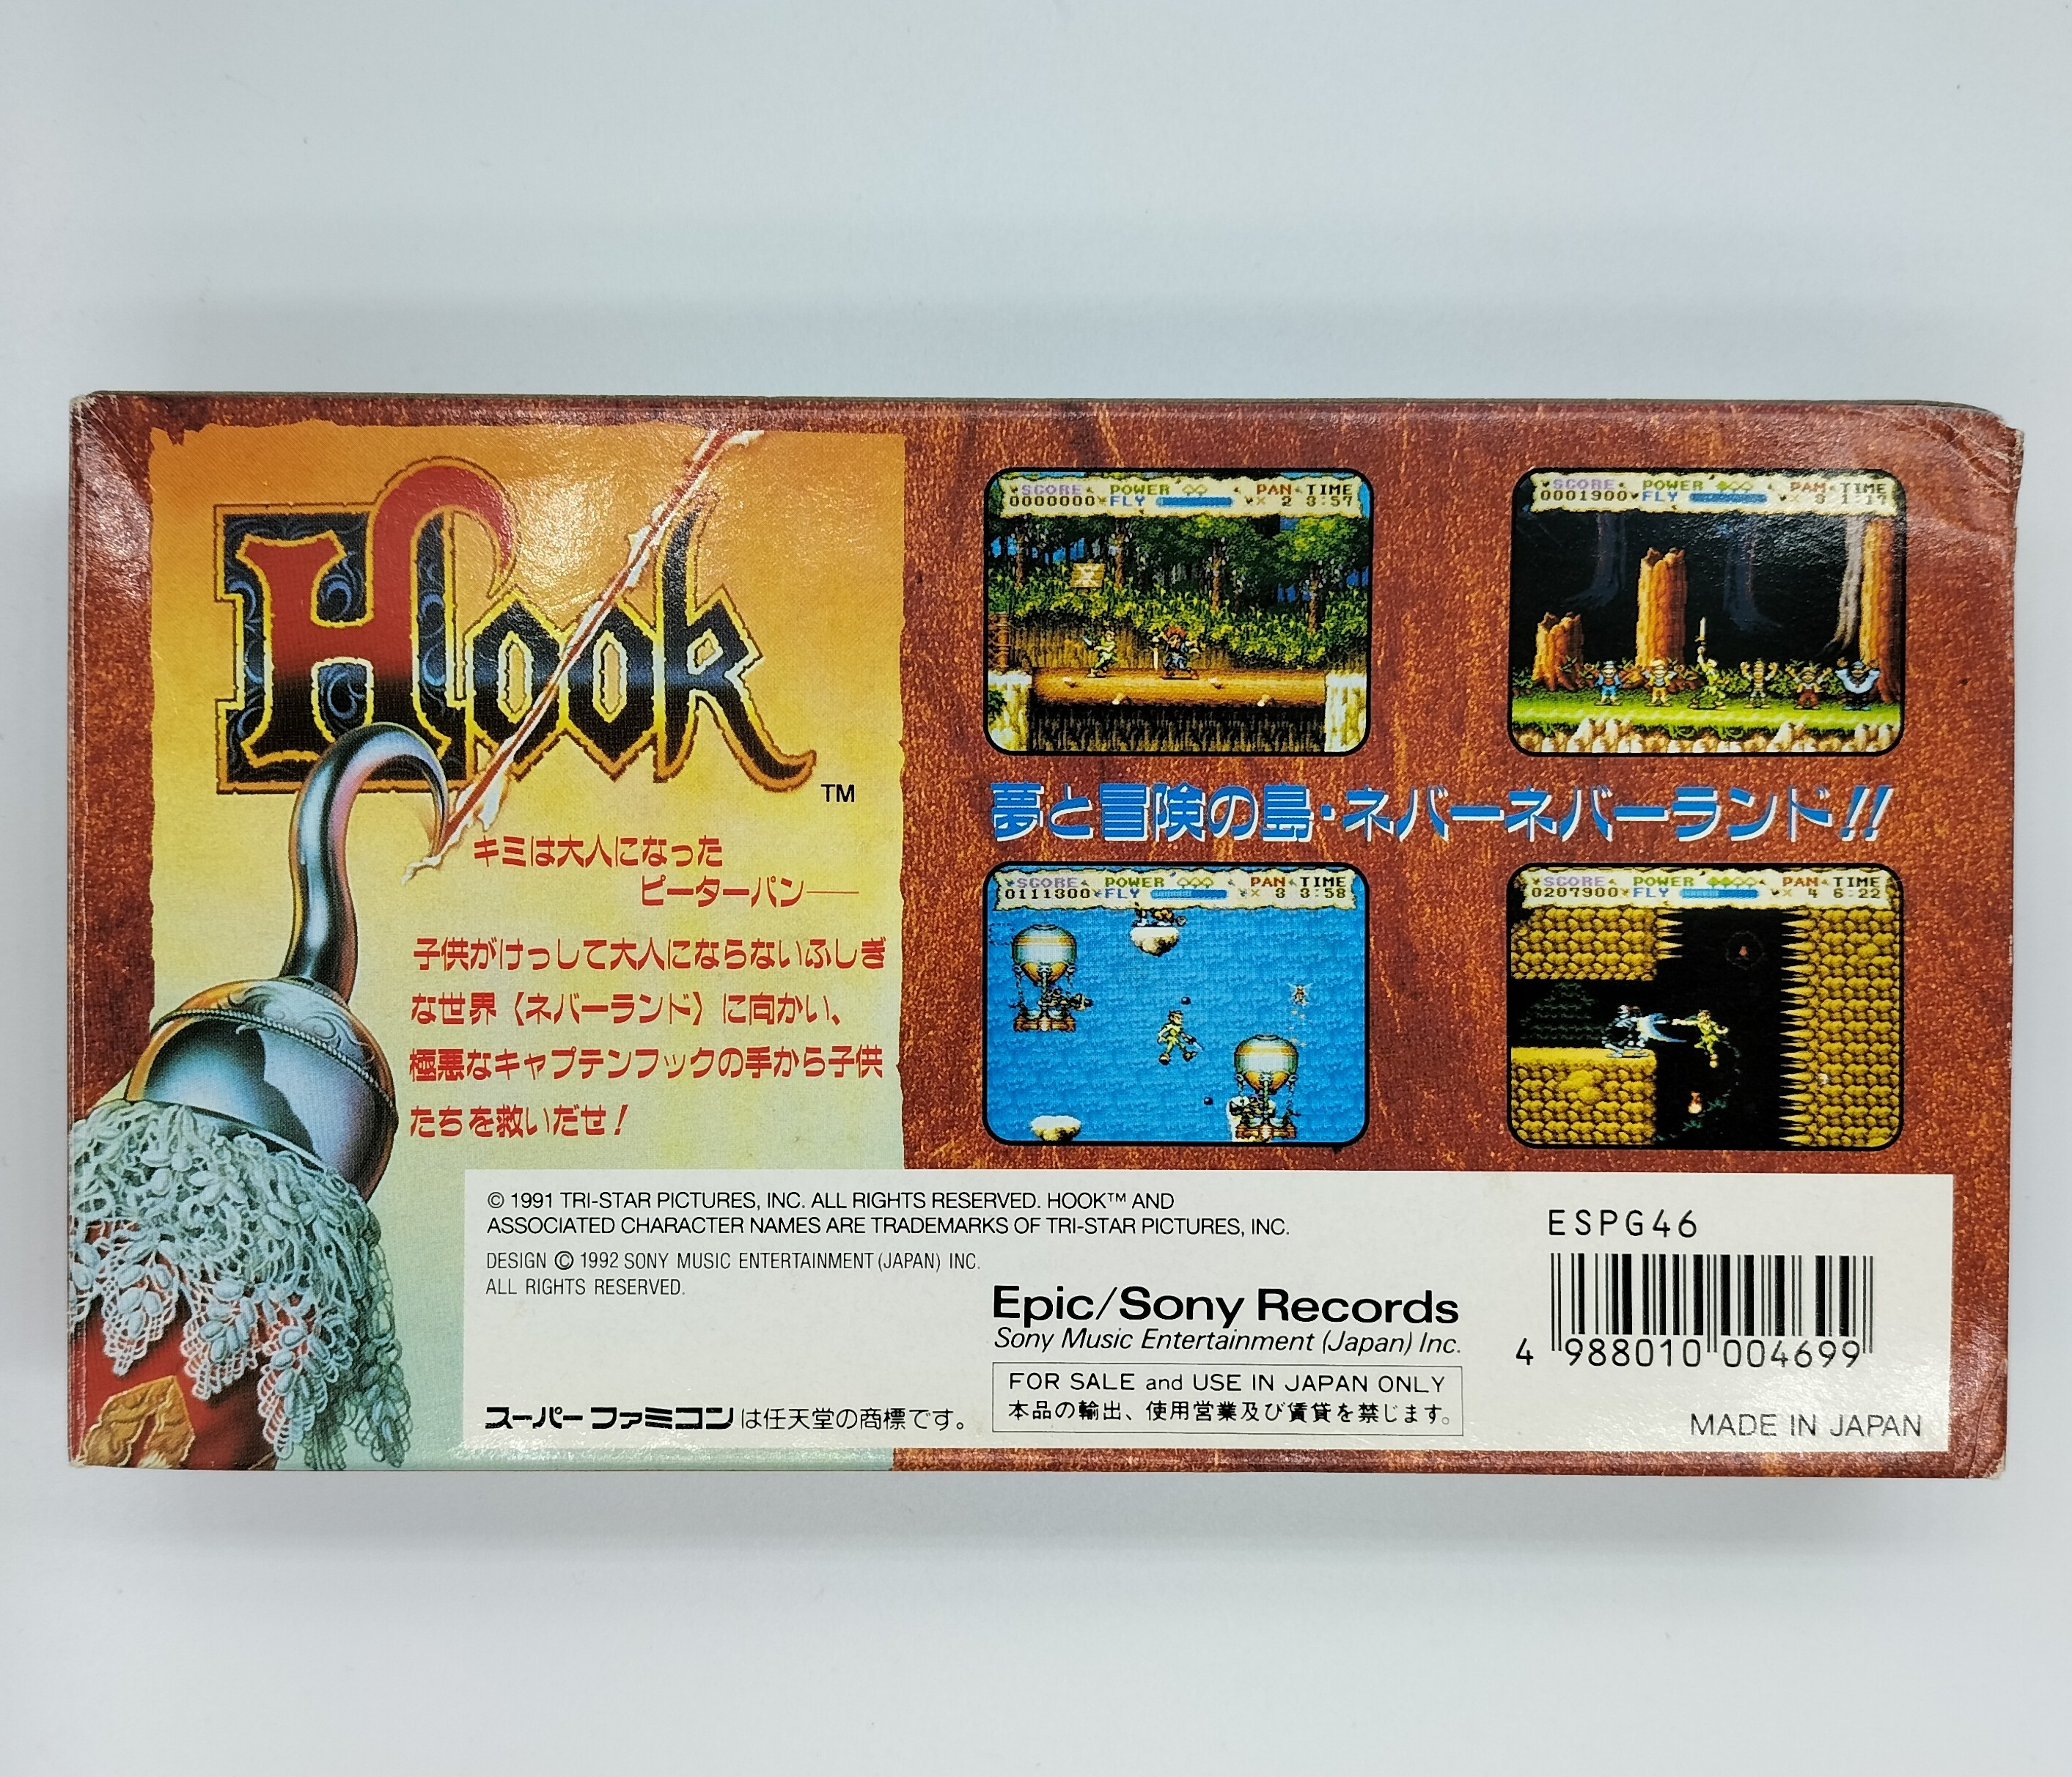 Hook
TM
キミは大人になった
ピーターパン——
子供がけっして大人にならないふしぎ
な世界〈ネバーランド〉に向かい、
極悪なキャプテンフックの手から子供
たちを救いだせ!
SCORE POWER PAN TIME
0000000 FLY × 2 3:57
SCORE POWER PAN TIME
0001900 FLY × 3 1:17
夢と冒険の島・ネバーネバーランド!!
SCORE POWER PAN TIME
0111300 FLY × 3 3:58
SCORE POWER PAN TIME
0207900 FLY × 4 6:22
© 1991 TRI-STAR PICTURES, INC. ALL RIGHTS RESERVED. HOOK™ AND
ASSOCIATED CHARACTER NAMES ARE TRADEMARKS OF TRI-STAR PICTURES, INC.
DESIGN © 1992 SONY MUSIC ENTERTAINMENT (JAPAN) INC.
ALL RIGHTS RESERVED.
Epic/Sony Records
Sony Music Entertainment (Japan) Inc.
FOR SALE and USE IN JAPAN ONLY
本品の輸出、使用営業及び賃貸を禁じます。
スーパーファミコンは任天堂の商標です。
ESPG46
4 988010 004699
MADE IN JAPAN